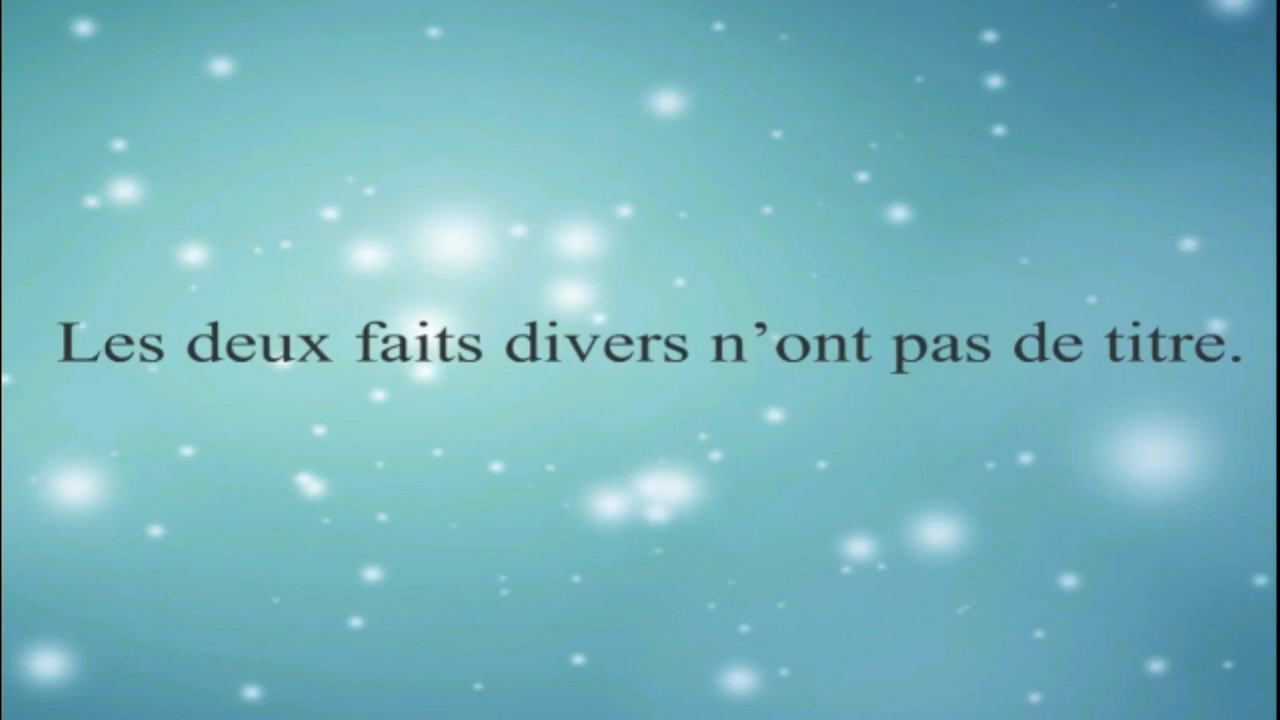 Les deux faits divers n’ont pas de titre.